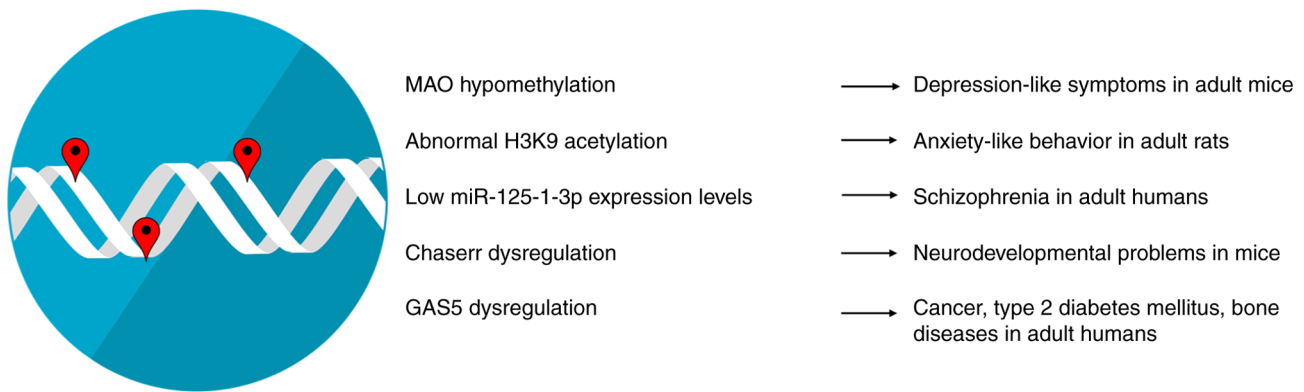 MAO hypomethylation
Depression-like symptoms in adult mice
Abnormal H3K9 acetylation
Anxiety-like behavior in adult rats
Low miR-125-1-3p expression levels
Schizophrenia in adult humans
Chaserr dysregulation
Neurodevelopmental problems in mice
GAS5 dysregulation
Cancer, type 2 diabetes mellitus, bone
diseases in adult humans